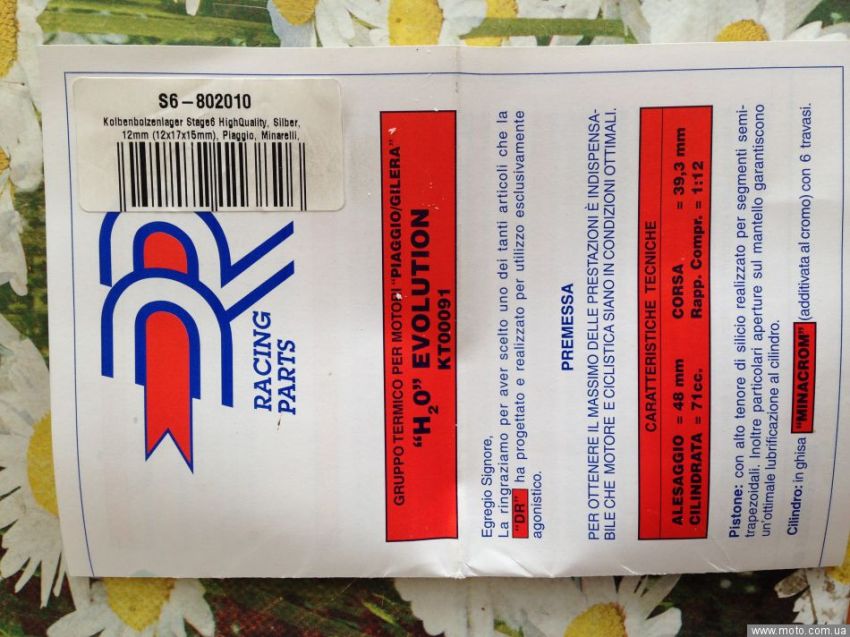 S6-802010
Kolbenbolzenlager Stage6 HighQuality, Silber,
12mm (12x17x15mm), Piaggio, Minarelli,
DR
RACING
PARTS
GRUPPO TERMICO PER MOTORI "PIAGGIO/GILERA"
"H2O" EVOLUTION
KT00091
Egregio Signore,
La ringraziamo per aver scelto uno dei tanti articoli che la
"DR" ha progettato e realizzato per utilizzo esclusivamente
agonistico.
PREMESSA
PER OTTENERE IL MASSIMO DELLE PRESTAZIONI È INDISPENSA-
BILE CHE MOTORE E CICLISTICA SIANO IN CONDIZIONI OTTIMALI.
CARATTERISTICHE TECNICHE
ALESAGGIO = 48 mm CORSA = 39,3 mm
CILINDRATA = 71cc. Rapp. Compr. = 1:12
Pistone: con alto tenore di silicio realizzato per segmenti semi-
trapezoidali. Inoltre particolari aperture sul mantello garantiscono
un'ottimale lubrificazione al cilindro.
Cilindro: in ghisa "MINACROM" (additivata al cromo) con 6 travasi.
www.moto.com.ua